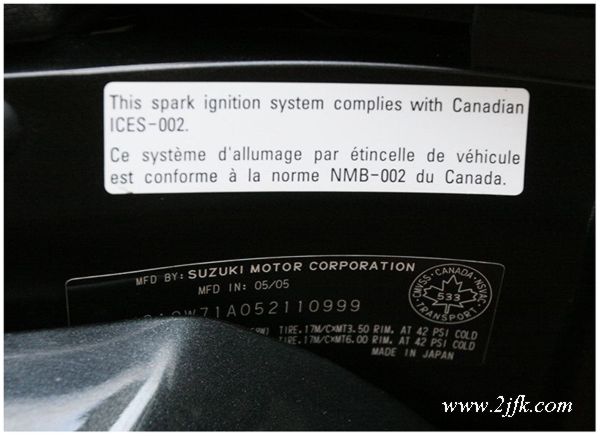 This spark ignition system complies with Canadian
ICES-002.
Ce système d'allumage par étincelle de véhicule
est conforme à la norme NMB-002 du Canada.
MFD BY: SUZUKI MOTOR CORPORATION
MFD IN: 05/05
W71A052110999
TIRE.17M/C×MT3.50 RIM. AT 42 PSI COLD
TIRE.17M/C×MT6.00 RIM. AT 42 PSI COLD
MADE IN JAPAN
CMVSS·CANADA·NSVAC
533
TRANSPORT
www.2jfk.com